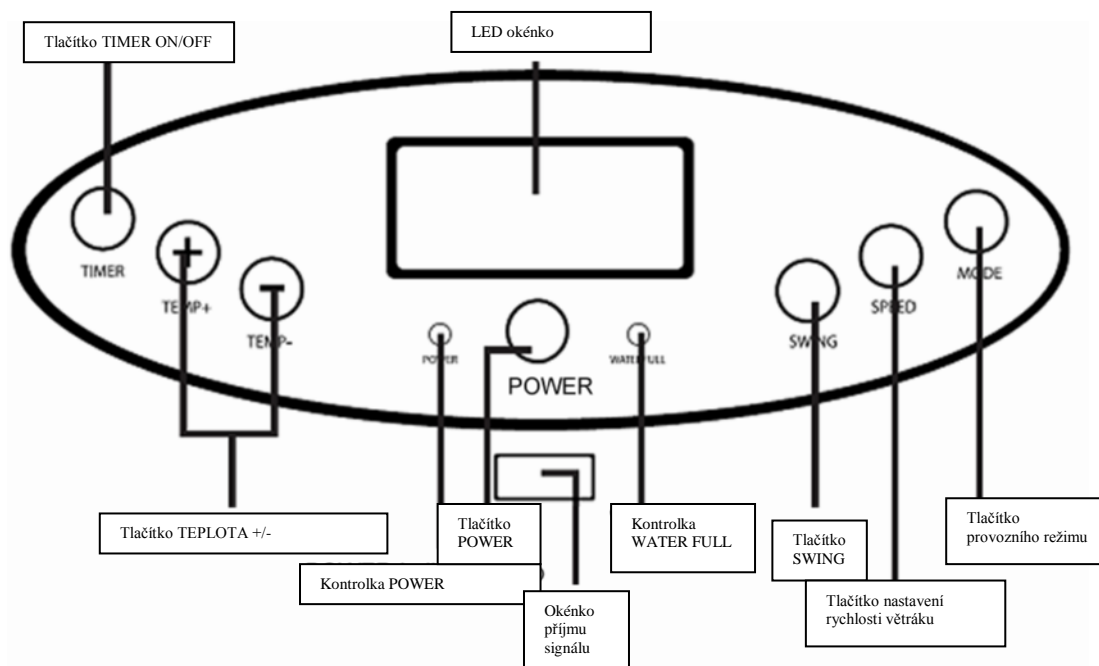 Tlačítko TIMER ON/OFF
LED okénko
TIMER
TEMP+
TEMP-
POWER
POWER
WATER FULL
SWING
SPEED
MODE
Tlačítko TEPLOTA +/-
Kontrolka POWER
Tlačítko
POWER
Okénko
příjmu
signálu
Kontrolka
WATER FULL
Tlačítko
SWING
Tlačítko nastavení
rychlosti větráku
Tlačítko
provozního režimu